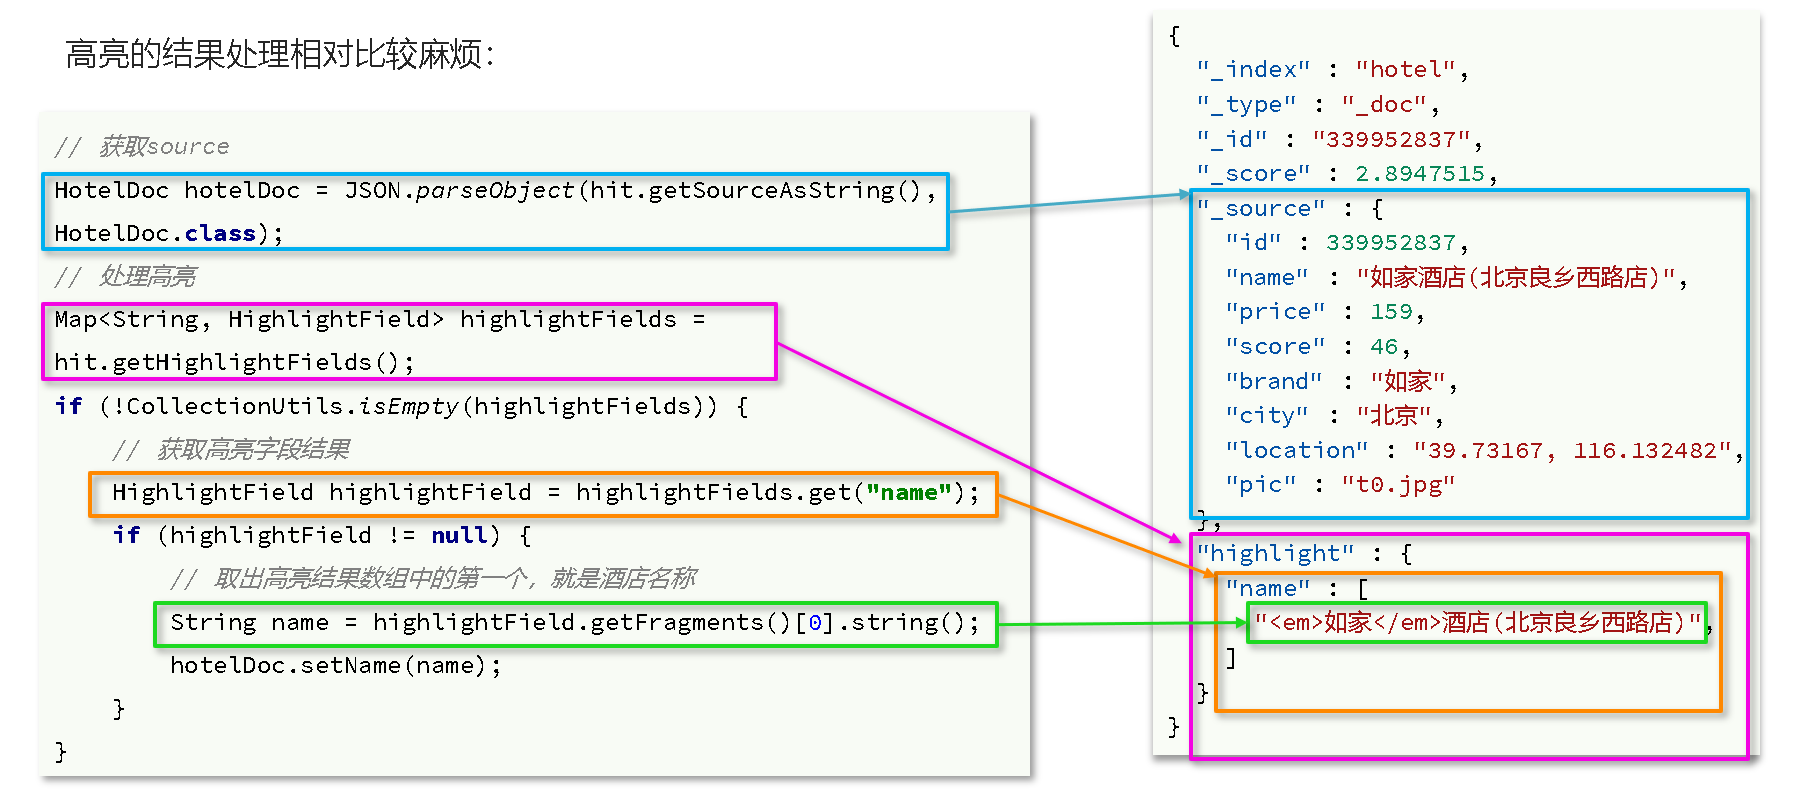 高亮的结果处理相对比较麻烦：
// 获取source
HotelDoc hotelDoc = JSON.parseObject(hit.getSourceAsString(),
HotelDoc.class);
// 处理高亮
Map<String, HighlightField> highlightFields =
hit.getHighlightFields();
if (!CollectionUtils.isEmpty(highlightFields)) {
// 获取高亮字段结果
HighlightField highlightField = highlightFields.get("name");
if (highlightField != null) {
// 取出高亮结果数组中的第一个，就是酒店名称
String name = highlightField.getFragments()[0].string();
hotelDoc.setName(name);
}
}
{
"_index" : "hotel",
"_type" : "_doc",
"_id" : "339952837",
"_score" : 2.8947515,
"_source" : {
"id" : 339952837,
"name" : "如家酒店(北京良乡西路店)",
"price" : 159,
"score" : 46,
"brand" : "如家",
"city" : "北京",
"location" : "39.73167, 116.132482",
"pic" : "t0.jpg"
},
"highlight" : {
"name" : [
"<em>如家</em>酒店(北京良乡西路店)",
]
}
}